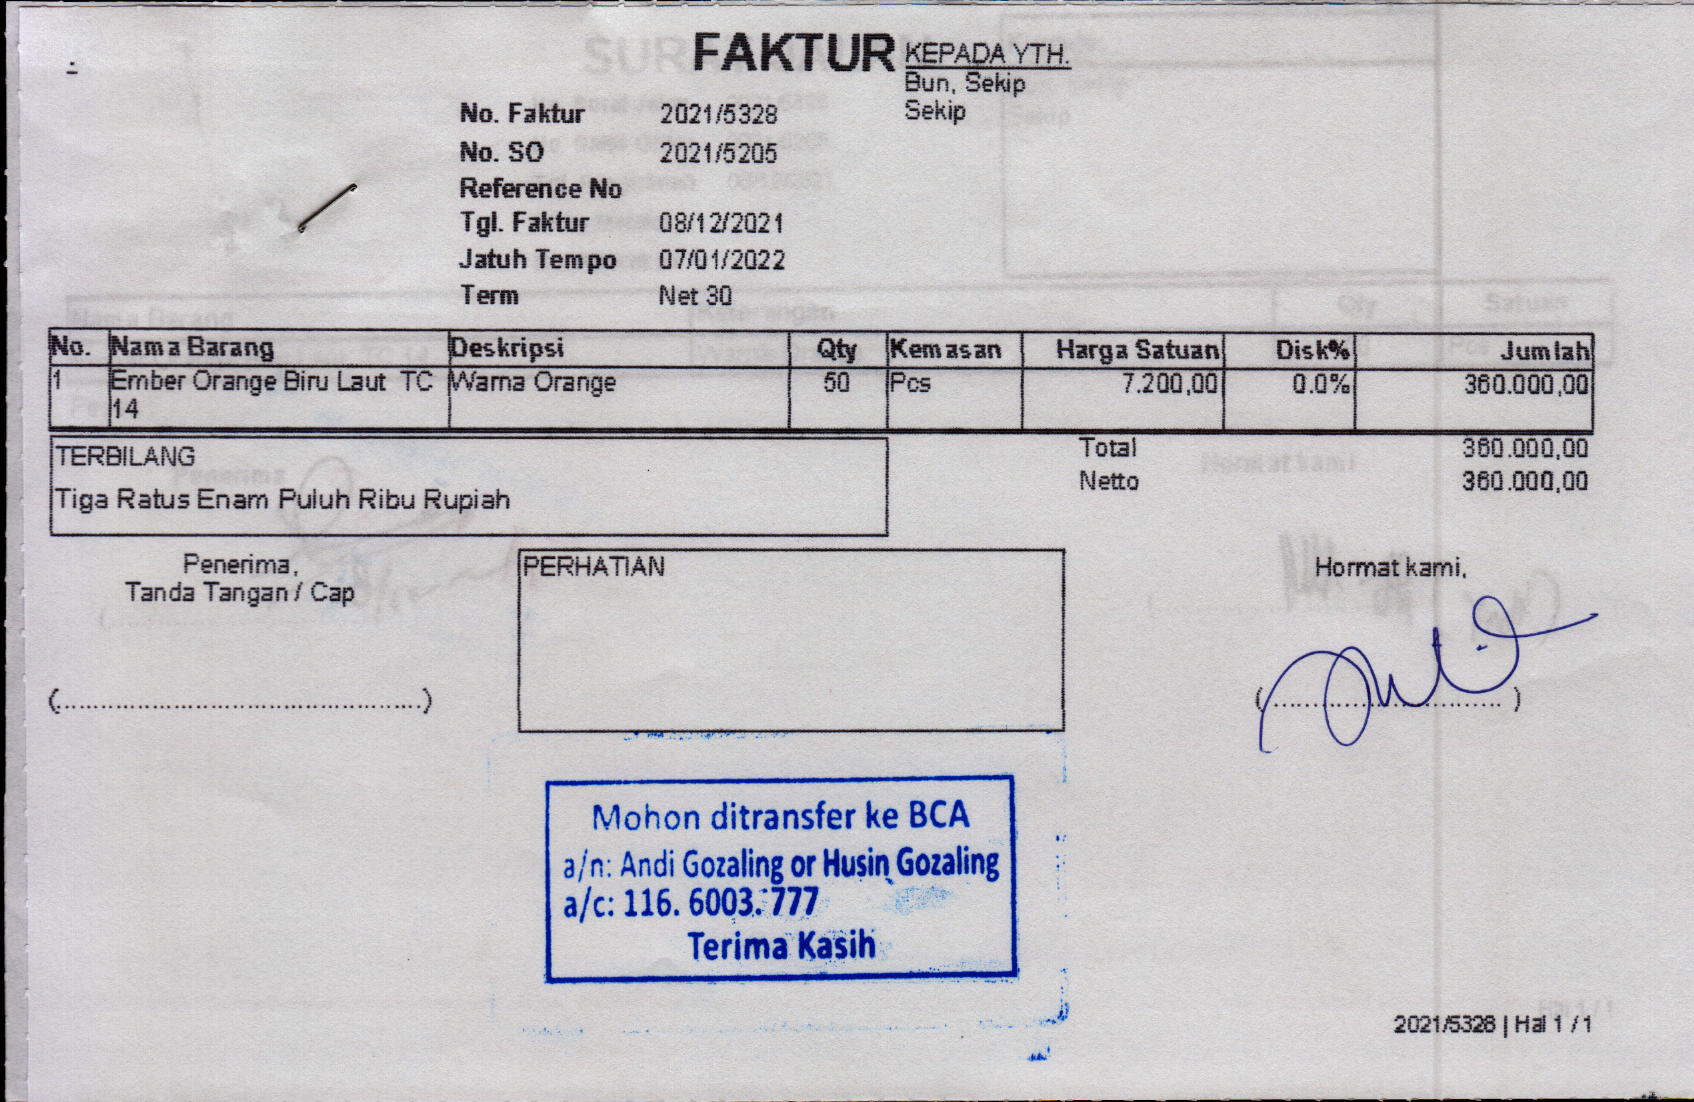 FAKTUR
KEPADA YTH.
Bun, Sekip
Sekip
No. Faktur 2021/5328
No. SO 2021/5205
Reference No
Tgl. Faktur 08/12/2021
Jatuh Tempo 07/01/2022
Term Net 30
No. Nama Barang Deskripsi Qty Kemasan Harga Satuan Disk% Jumlah
1 Ember Orange Biru Laut TC Warna Orange 50 Pcs 7.200,00 0.0% 360.000,00
14
TERBILANG
Tiga Ratus Enam Puluh Ribu Rupiah
Total 360.000,00
Netto 360.000,00
Penerima,
Tanda Tangan / Cap
(..............................................)
PERHATIAN
Hormat kami,
(.............................)
Mohon ditransfer ke BCA
a/n: Andi Gozaling or Husin Gozaling
a/c: 116. 6003. 777
Terima Kasih
2021/5328 | Hal 1 / 1